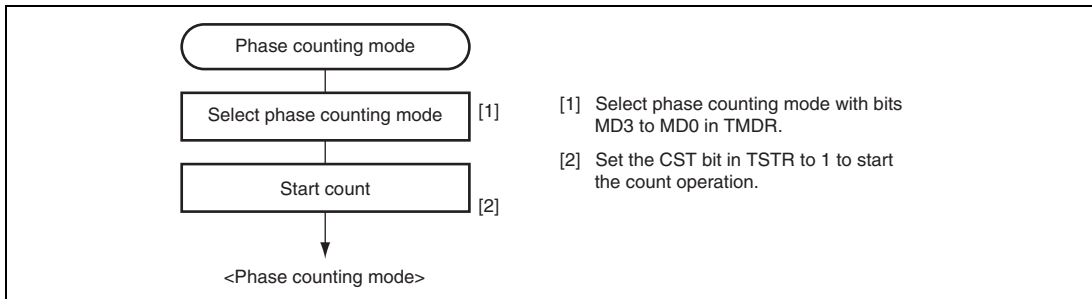 Phase counting mode
Select phase counting mode
[1]
Start count
[2]
<Phase counting mode>
[1] Select phase counting mode with bits
MD3 to MD0 in TMDR.
[2] Set the CST bit in TSTR to 1 to start
the count operation.